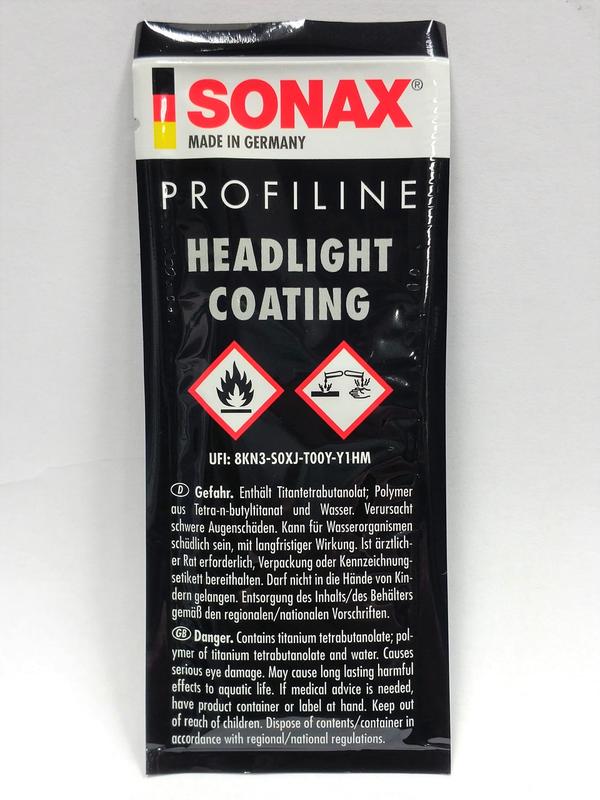 SONAX®
MADE IN GERMANY
PROFILINE
HEADLIGHT
COATING
UFI: 8KN3-S0XJ-T00Y-Y1HM
D Gefahr. Enthält Titantetrabutanolat; Polymer
aus Tetra-n-butyltitanat und Wasser. Verursacht
schwere Augenschäden. Kann für Wasserorganismen
schädlich sein, mit langfristiger Wirkung. Ist ärztlich-
er Rat erforderlich, Verpackung oder Kennzeichnung-
setikett bereithalten. Darf nicht in die Hände von Kin-
dern gelangen. Entsorgung des Inhalts/des Behälters
gemäß den regionalen/nationalen Vorschriften.
GB Danger. Contains titanium tetrabutanolate; pol-
ymer of titanium tetrabutanolate and water. Causes
serious eye damage. May cause long lasting harmful
effects to aquatic life. If medical advice is needed,
have product container or label at hand. Keep out
of reach of children. Dispose of contents/container in
accordance with regional/national regulations.